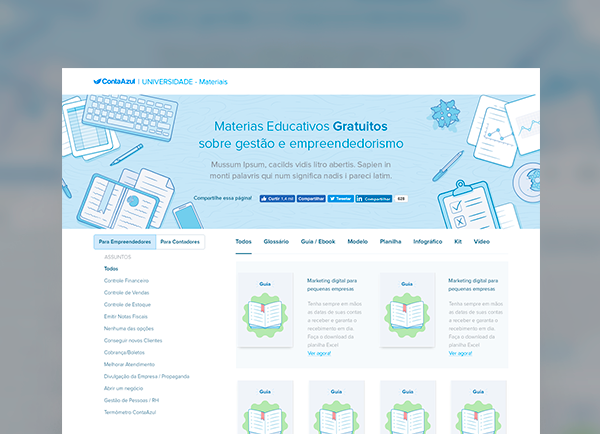 ContaAzul | UNIVERSIDADE - Materiais
Materias Educativos Gratuitos
sobre gestão e empreendedorismo
Mussum Ipsum, cacilds vidis litro abertis. Sapien in
monti palavris qui num significa nadis i pareci latim.
Compartilhe essa página! Curtir 1,4 mil Compartilhar Tweetar in Compartilhar
Para Empreendedores Para Contadores
Todos Glossário Guia / Ebook Modelo Planilha Infográfico Kit Vídeo
ASSUNTOS
Todos
Controle Financeiro
Controle de Vendas
Controle de Estoque
Emitir Notas Fiscais
Nenhuma das opções
Conseguir novos Clientes
Cobrança/Boletos
Melhorar Atendimento
Divulgação da Empresa / Propaganda
Abrir um negócio
Gestão de Pessoas / RH
Termômetro ContaAzul
Guia
Marketing digital para
pequenas empresas
Tenha sempre em mãos
as datas de suas contas
a receber e garanta o
recebimento em dia.
Faça o download da
planilha Excel
Ver agora!
Guia
Marketing digital para
pequenas empresas
Tenha sempre em mãos
as datas de suas contas
a receber e garanta o
recebimento em dia.
Faça o download da
planilha Excel
Ver agora!
Guia Guia Guia Guia